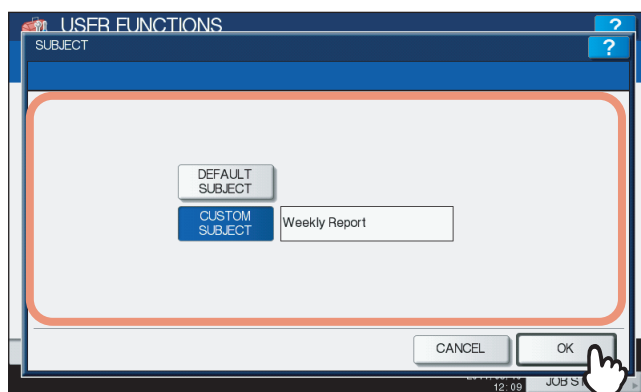 USER FUNCTIONS
?
SUBJECT
?
DEFAULT
SUBJECT
CUSTOM
SUBJECT
Weekly Report
CANCEL
OK
12:09